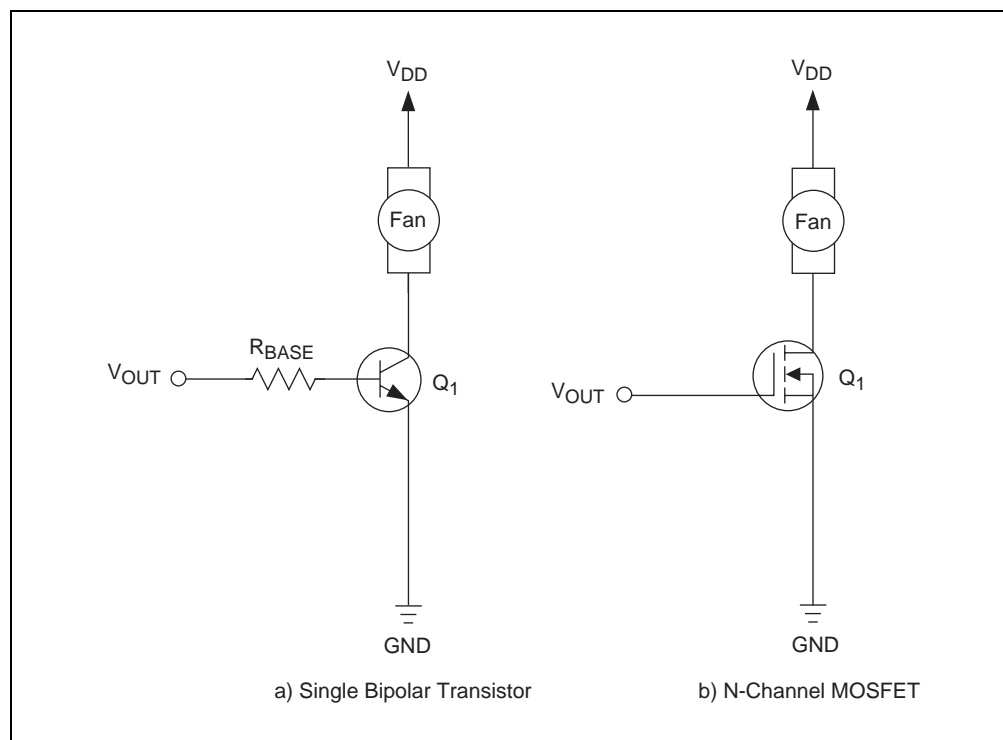 VDD
Fan
RBASE
VOUT
Q1
GND
a) Single Bipolar Transistor
VDD
Fan
VOUT
Q1
GND
b) N-Channel MOSFET